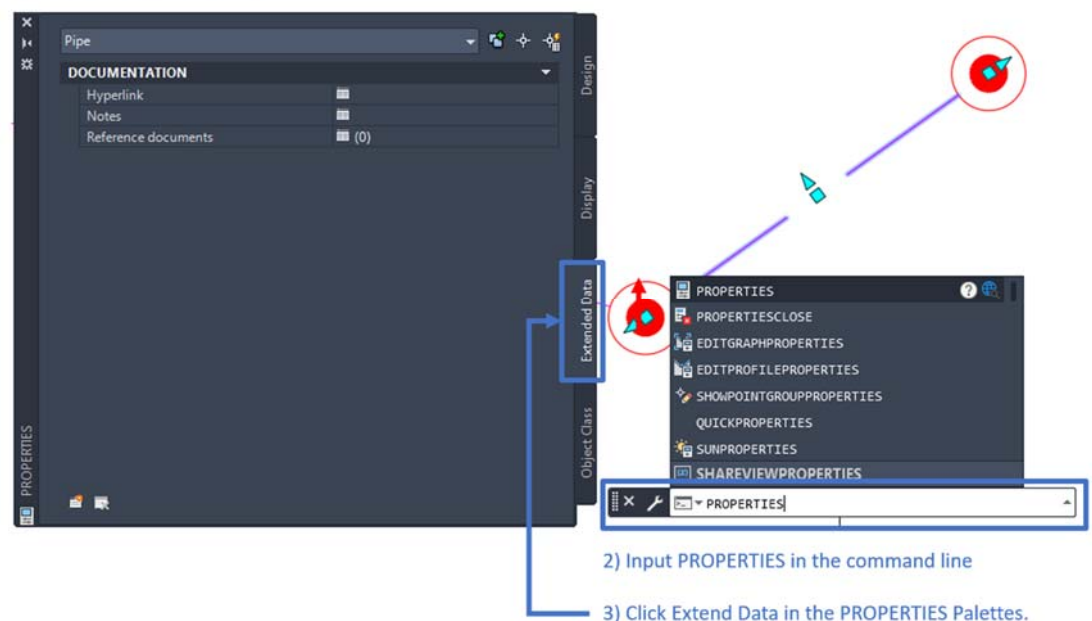 Pipe
DOCUMENTATION
Hyperlink
Notes
Reference documents (0)
Design
Display
Extended Data
Object Class
PROPERTIES
PROPERTIES
PROPERTIESCLOSE
EDITGRAPHPROPERTIES
EDITPROFILEPROPERTIES
SHOWPOINTGROUPPROPERTIES
QUICKPROPERTIES
SUNPROPERTIES
SHAREVIEWPROPERTIES
PROPERTIES
2) Input PROPERTIES in the command line
3) Click Extend Data in the PROPERTIES Palettes.